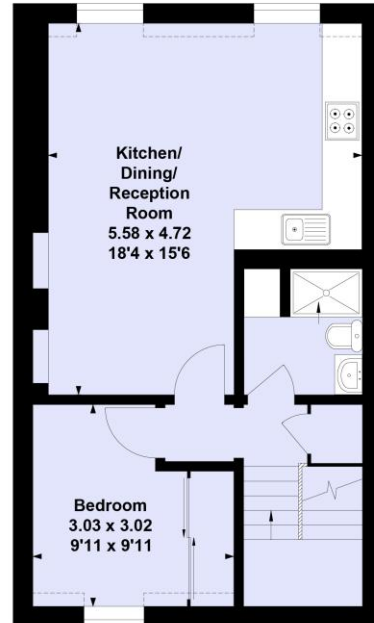 Kitchen/
Dining/
Reception
Room
5.58 x 4.72
18'4 x 15'6
Bedroom
3.03 x 3.02
9'11 x 9'11